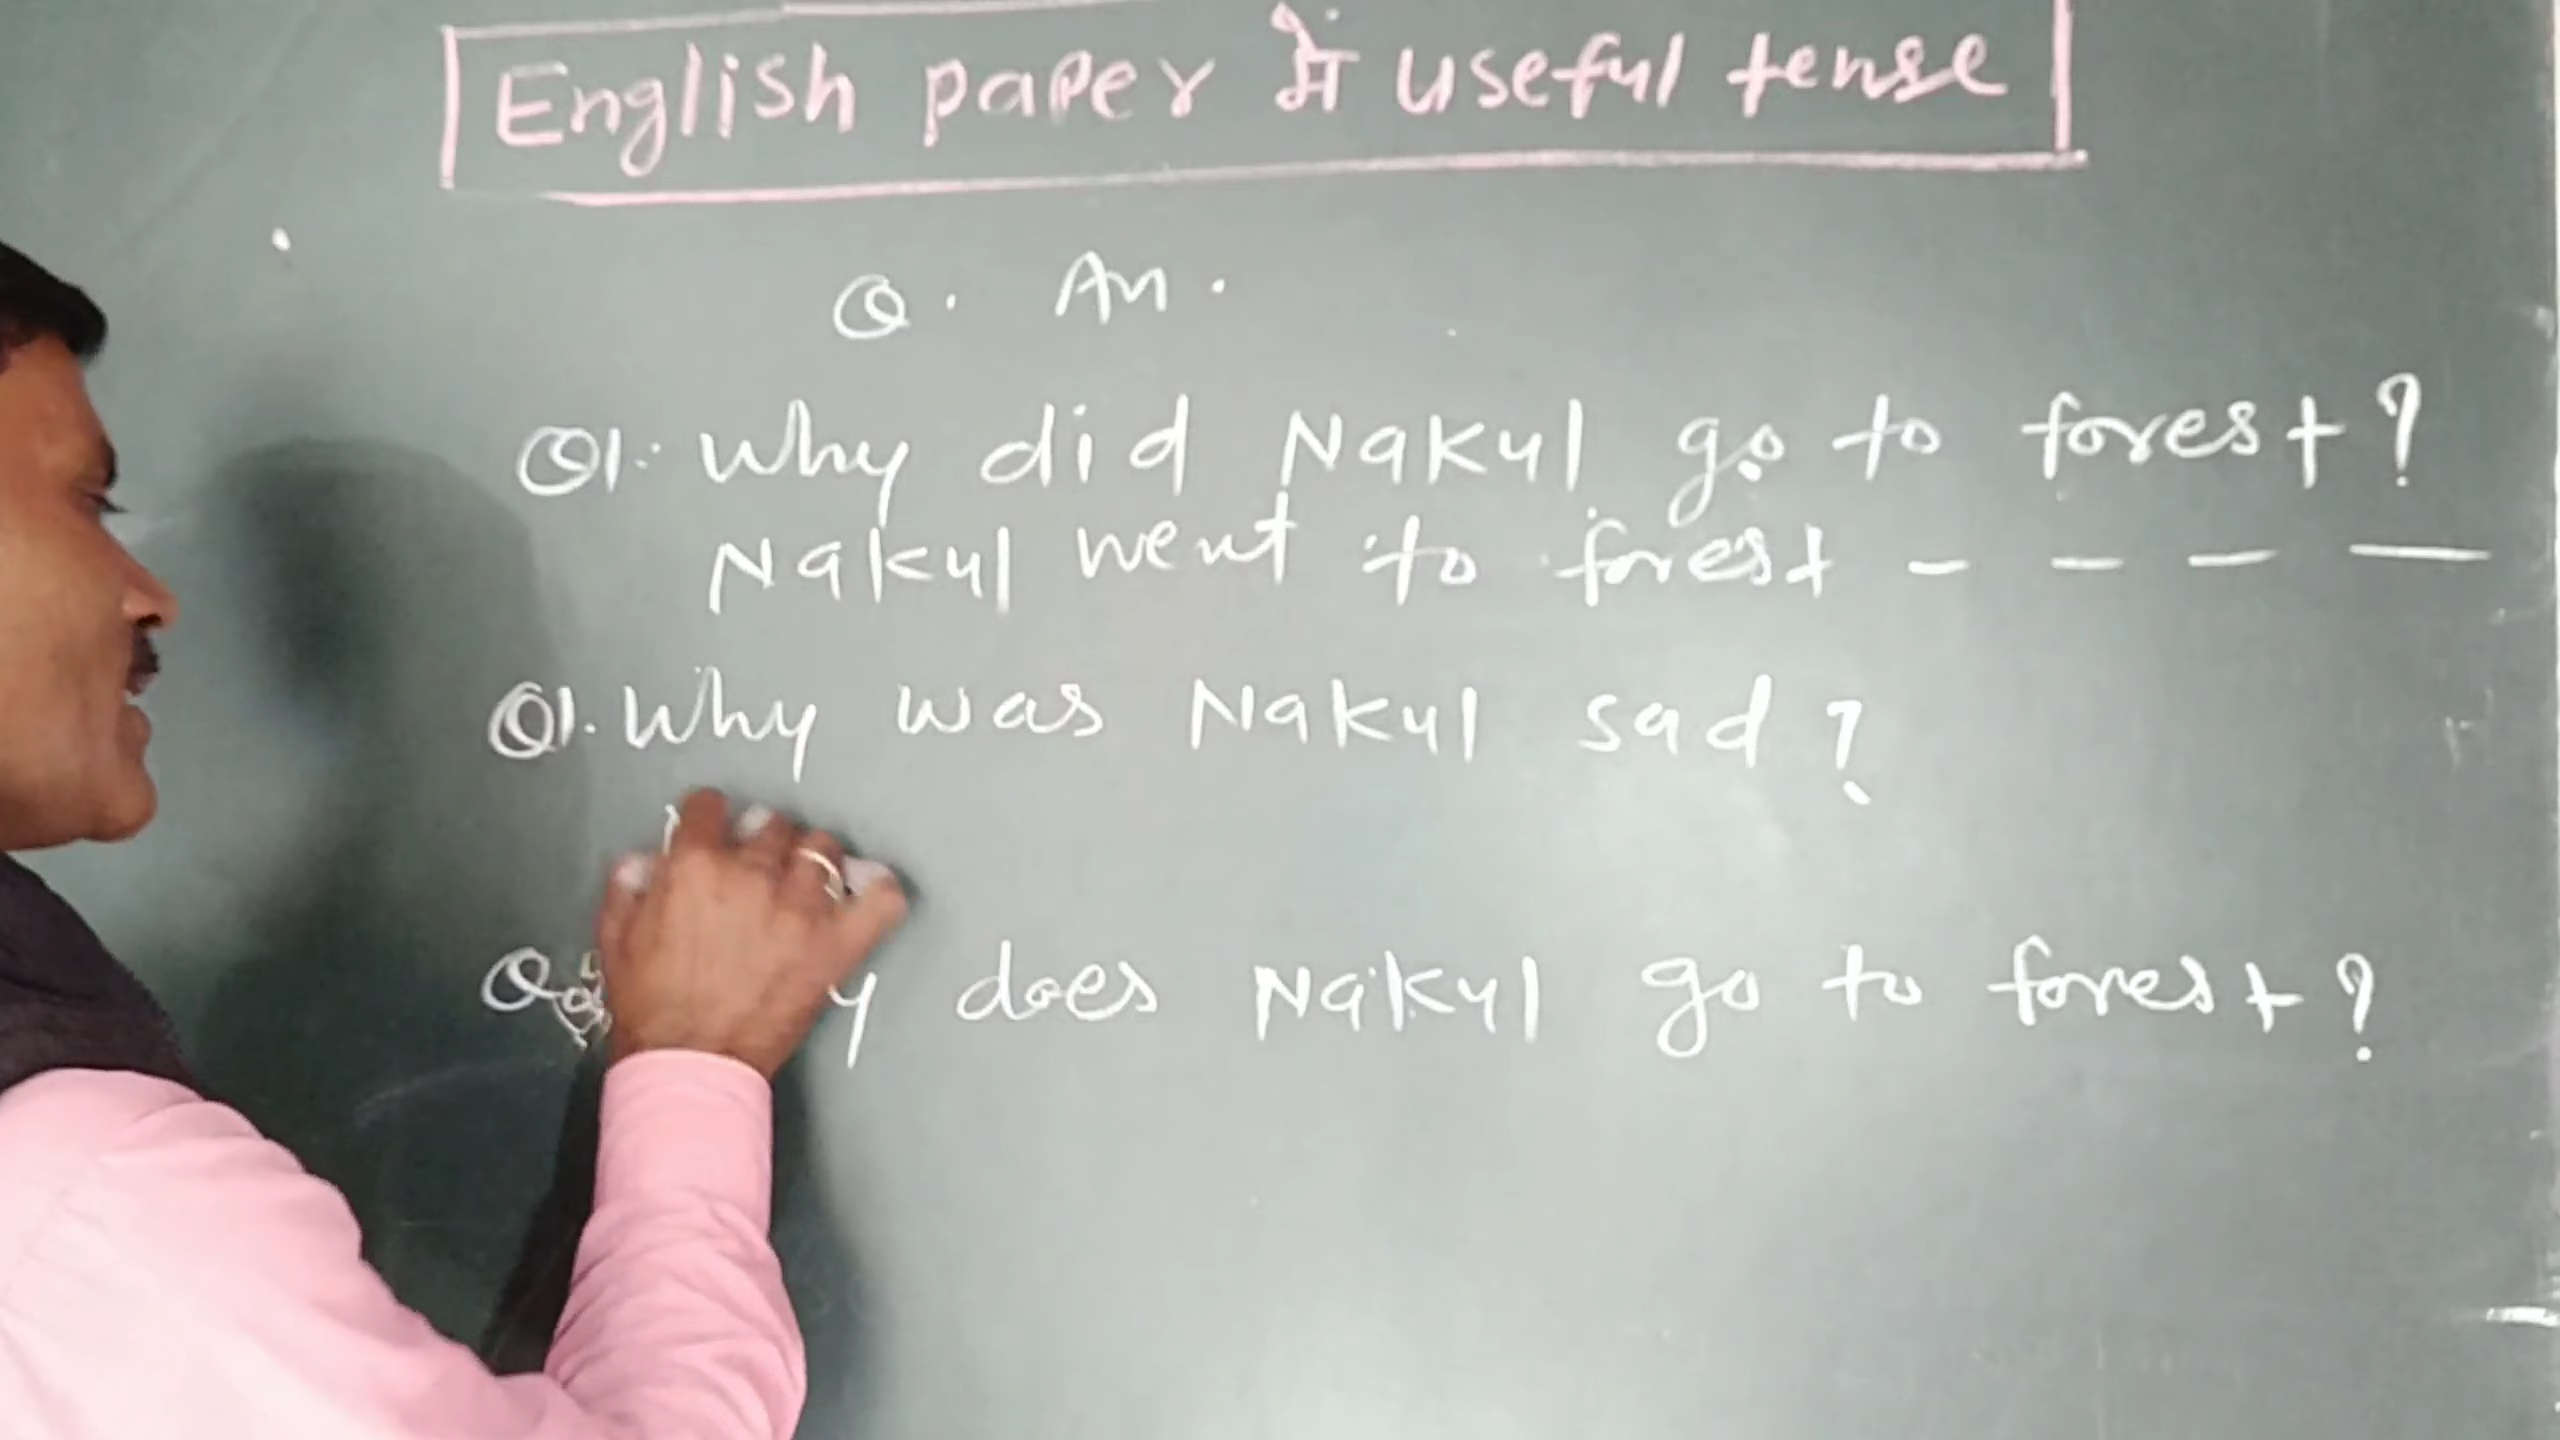 English paper में useful tense
Q. An.
Q1. Why did Nakul go to forest?
Nakul went to forest - - - —
Q1. Why was Nakul sad?
Q does Nakul go to forest?